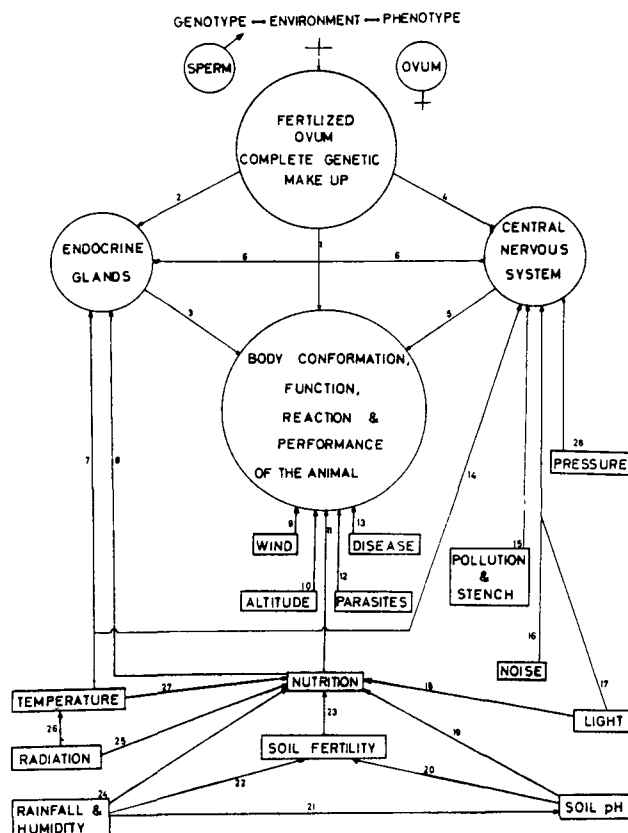 GENOTYPE — ENVIRONMENT — PHENOTYPE
SPERM
OVUM
FERTLIZED
OVUM
COMPLETE GENETIC
MAKE UP
2
4
1
ENDOCRINE
GLANDS
6
6
CENTRAL
NERVOUS
SYSTEM
3
5
BODY CONFORMATION,
FUNCTION,
REACTION &
PERFORMANCE
OF THE ANIMAL
7
8
14
28
PRESSURE
9
11
13
WIND
DISEASE
15
POLLUTION
&
STENCH
10
12
ALTITUDE
PARASITES
16
NOISE
17
27
NUTRITION
18
TEMPERATURE
LIGHT
26
25
23
19
RADIATION
SOIL FERTILITY
24
22
20
21
RAINFALL &
HUMIDITY
SOIL pH